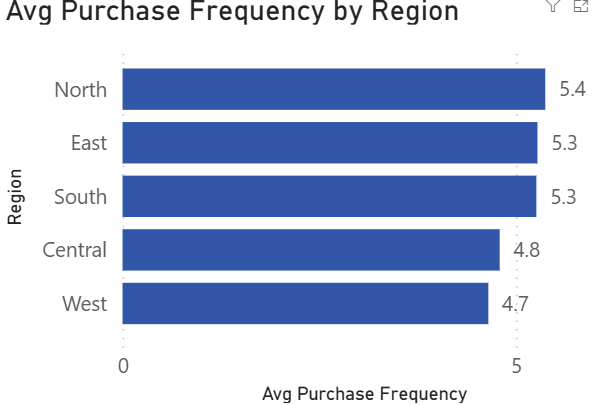 Avg Purchase Frequency by Region
Region
North 5.4
East 5.3
South 5.3
Central 4.8
West 4.7
0 5
Avg Purchase Frequency